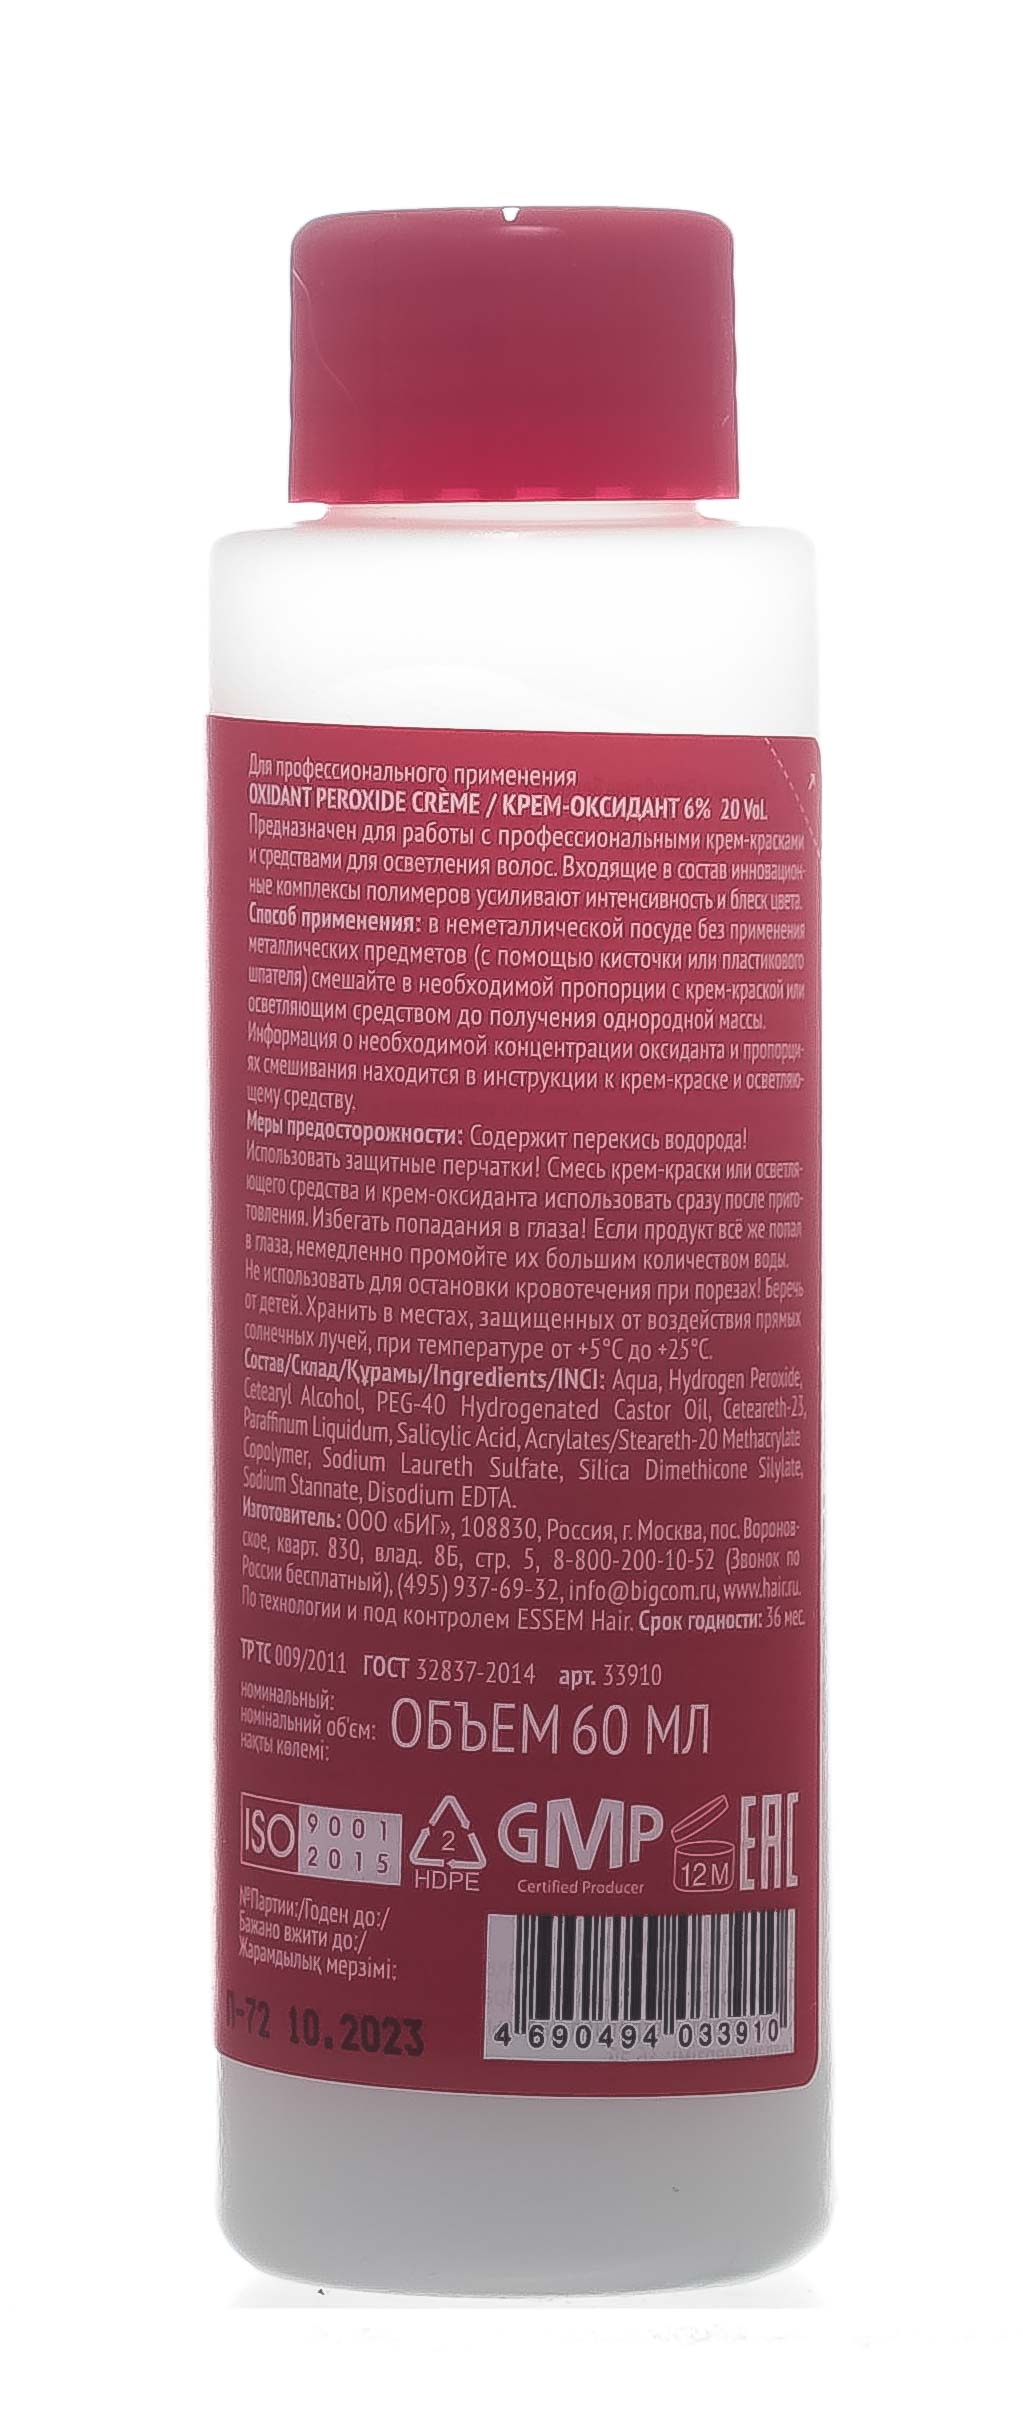 Для профессионального применения
OXIDANT PEROXIDE CRÈME / КРЕМ-ОКСИДАНТ 6% 20 Vol.
Предназначен для работы с профессиональными крем-красками
и средствами для осветления волос. Входящие в состав инновацион-
ные комплексы полимеров усиливают интенсивность и блеск цвета.
Способ применения: в неметаллической посуде без применения
металлических предметов (с помощью кисточки или пластикового
шпателя) смешайте в необходимой пропорции с крем-краской или
осветляющим средством до получения однородной массы.
Информация о необходимой концентрации оксиданта и пропорци-
ях смешивания находится в инструкции к крем-краске и осветляю-
щему средству.
Меры предосторожности: Содержит перекись водорода!
Использовать защитные перчатки! Смесь крем-краски или осветля-
ющего средства и крем-оксиданта использовать сразу после приго-
товления. Избегать попадания в глаза! Если продукт всё же попал
в глаза, немедленно промойте их большим количеством воды.
Не использовать для остановки кровотечения при порезах! Беречь
от детей. Хранить в местах, защищенных от воздействия прямых
солнечных лучей, при температуре от +5°С до +25°С.
Состав/Склад/Құрамы/Ingredients/INCI: Aqua, Hydrogen Peroxide,
Cetearyl Alcohol, PEG-40 Hydrogenated Castor Oil, Ceteareth-23,
Paraffinum Liquidum, Salicylic Acid, Acrylates/Steareth-20 Methacrylate
Copolymer, Sodium Laureth Sulfate, Silica Dimethicone Silylate,
Sodium Stannate, Disodium EDTA.
Изготовитель: ООО «БИГ», 108830, Россия, г. Москва, пос. Воронов-
ское, кварт. 830, влад. 8Б, стр. 5, 8-800-200-10-52 (Звонок по
России бесплатный), (495) 937-69-32, info@bigcom.ru, www.hair.ru.
По технологии и под контролем ESSEM Hair. Срок годности: 36 мес.
ТР ТС 009/2011 ГОСТ 32837-2014 арт. 33910
номинальный:
номінальний об'єм:
нақты көлемі:
ОБЪЕМ 60 МЛ
ISO 9001 2015
2
HDPE
GMP
Certified Producer
12 M
EAC
№Партии:/Годен до:/
Бажано вжити до:/
Жарамдылық мерзімі:
П-72 10.2023
4 690494 033910